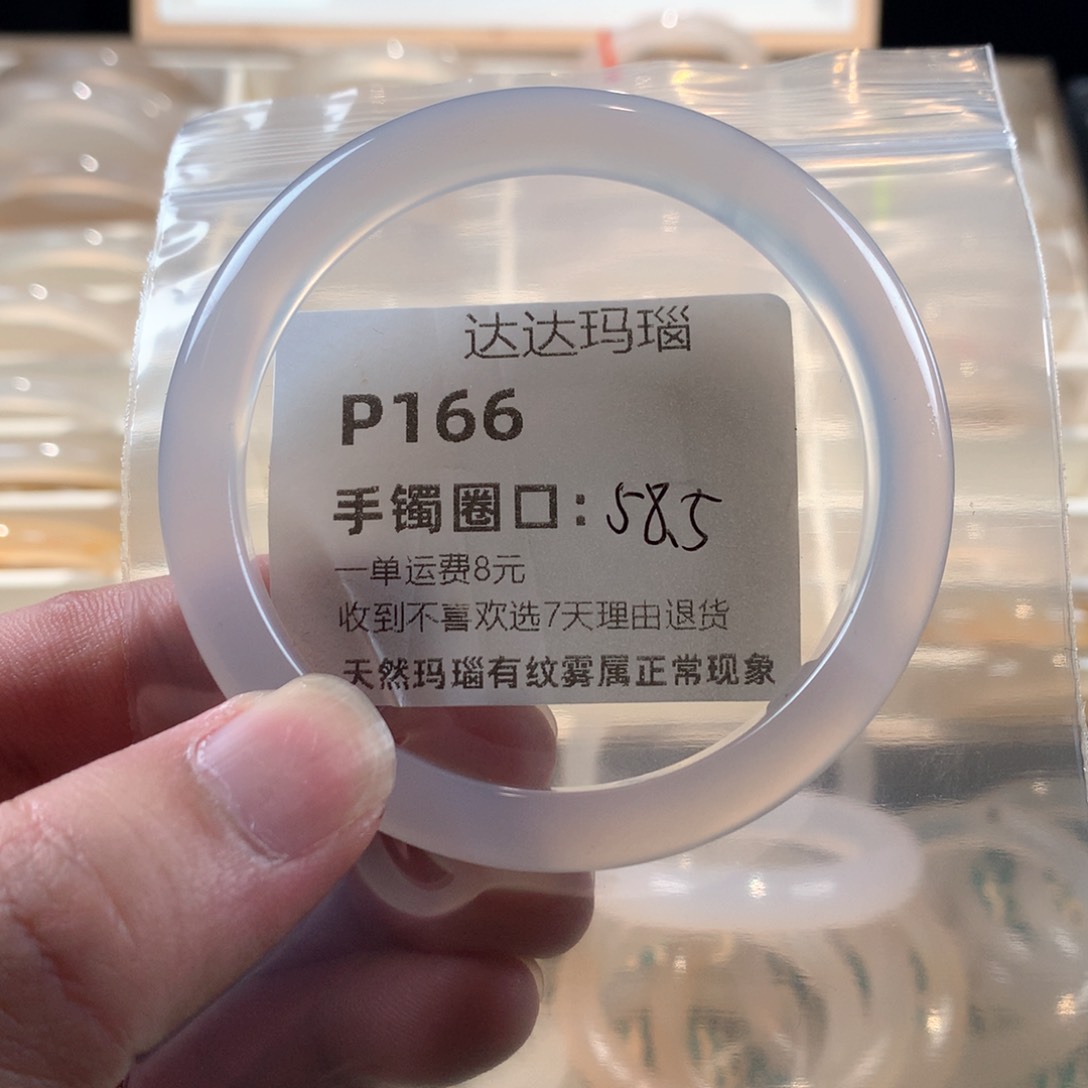 达达玛瑙
P166
手镯圈口：58.5
一单运费8元
收到不喜欢选7天理由退货
天然玛瑙有纹雾属正常现象